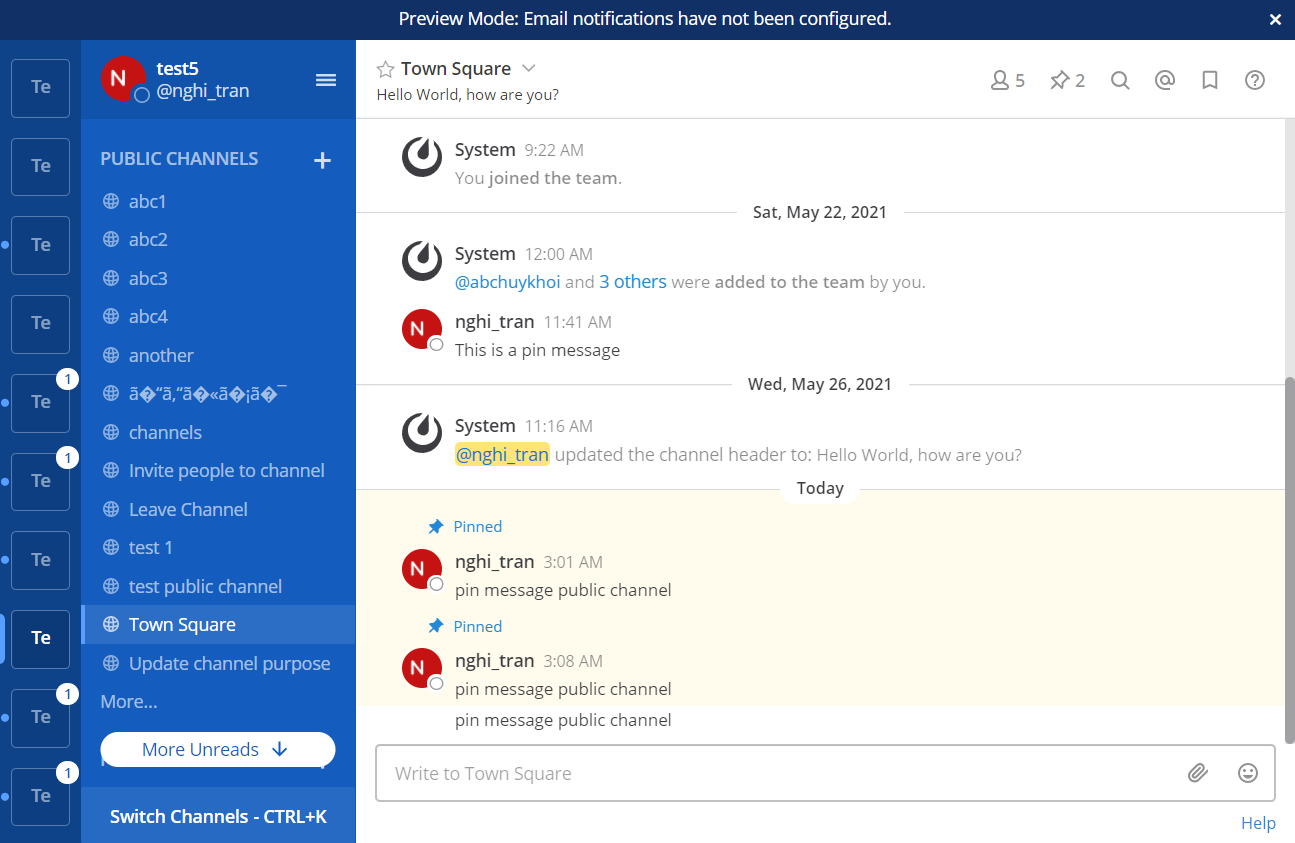 Preview Mode: Email notifications have not been configured.
Te
Te
Te
Te
Te
1
Te
1
Te
Te
Te
1
Te
1
N
test5
@nghi_tran
PUBLIC CHANNELS
abc1
abc2
abc3
abc4
another
ã�“ã‚“ã�«ã�¡ã�¯
channels
Invite people to channel
Leave Channel
test 1
test public channel
Town Square
Update channel purpose
More...
More Unreads
Switch Channels - CTRL+K
Town Square
Hello World, how are you?
5
2
System 9:22 AM
You joined the team.
Sat, May 22, 2021
System 12:00 AM
@abchuykhoi and 3 others were added to the team by you.
N
nghi_tran 11:41 AM
This is a pin message
Wed, May 26, 2021
System 11:16 AM
@nghi_tran updated the channel header to: Hello World, how are you?
Today
Pinned
N
nghi_tran 3:01 AM
pin message public channel
Pinned
N
nghi_tran 3:08 AM
pin message public channel
pin message public channel
Write to Town Square
Help